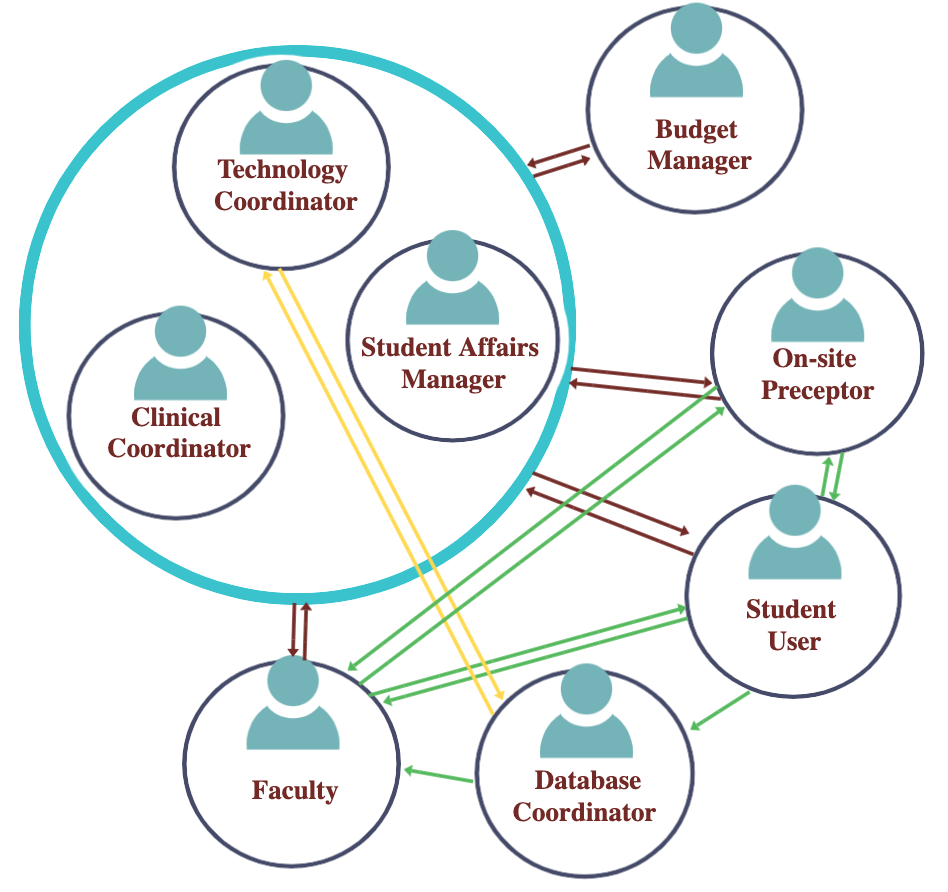 Budget
Manager
Technology
Coordinator
Student Affairs
Manager
On-site
Preceptor
Clinical
Coordinator
Student
User
Faculty
Database
Coordinator